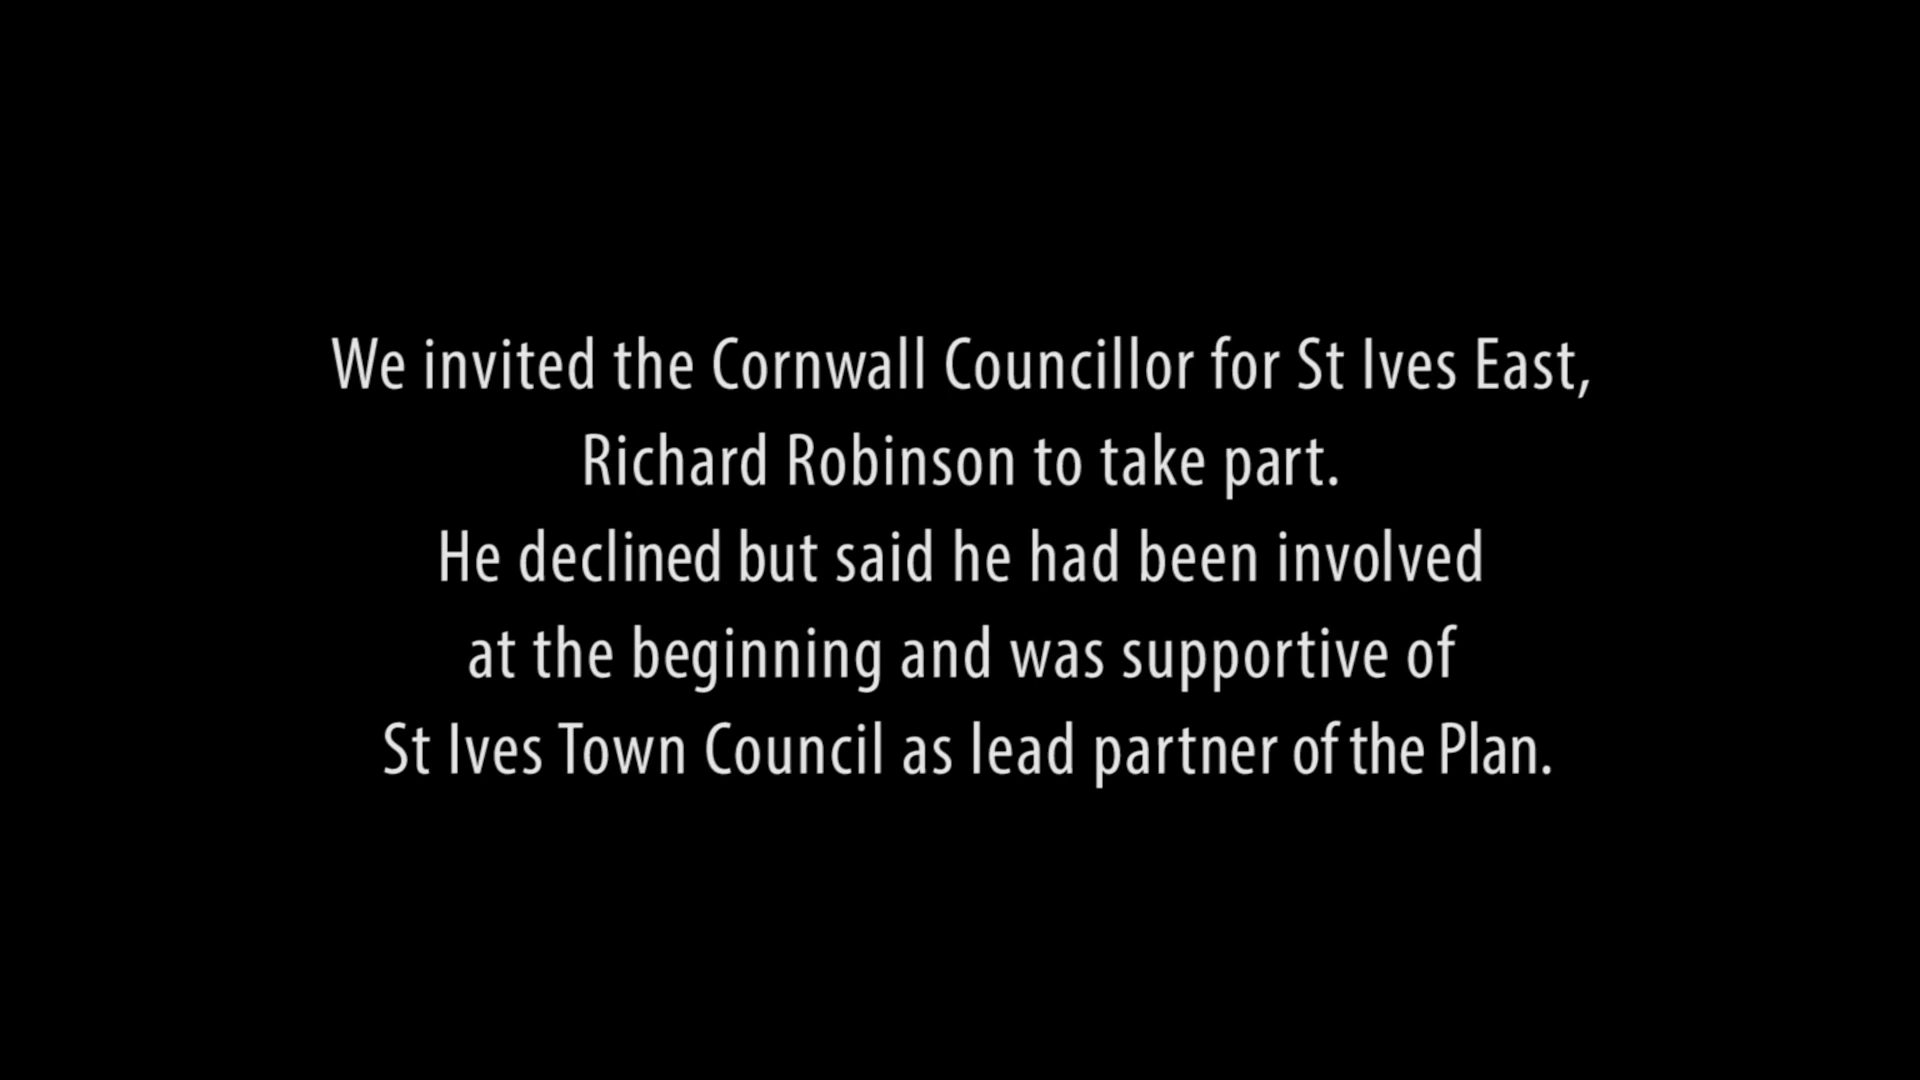 We invited the Cornwall Councillor for St Ives East,
Richard Robinson to take part.
He declined but said he had been involved
at the beginning and was supportive of
St Ives Town Council as lead partner of the Plan.